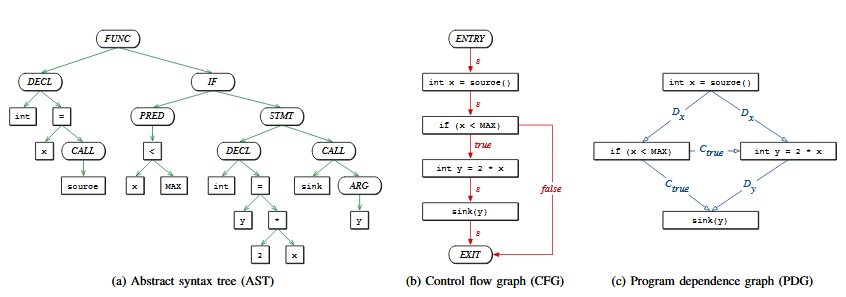 FUNC
DECL
IF
int
=
PRED
STMT
x
CALL
<
DECL
CALL
source
x
MAX
int
=
sink
ARG
y
*
y
2
x
(a) Abstract syntax tree (AST)
ENTRY
ε
int x = source()
ε
if (x < MAX)
true
int y = 2 * x
false
ε
sink(y)
ε
EXIT
(b) Control flow graph (CFG)
int x = source()
Dx
Dx
if (x < MAX)
Ctrue
int y = 2 * x
Ctrue
Dy
sink(y)
(c) Program dependence graph (PDG)